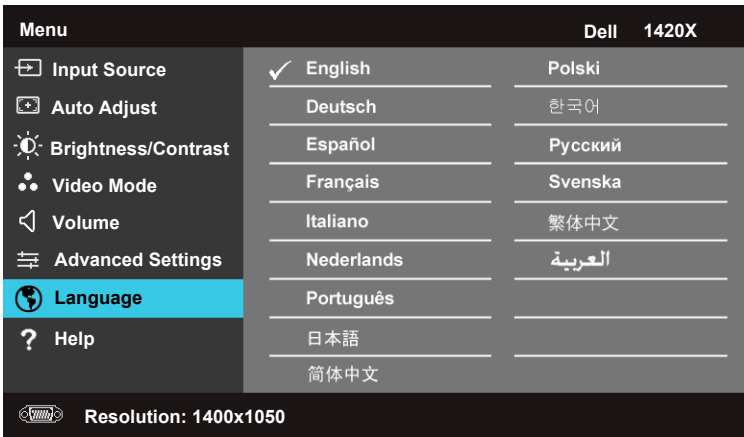 Menu
Dell 1420X
Input Source
Auto Adjust
Brightness/Contrast
Video Mode
Volume
Advanced Settings
Language
Help
English
Deutsch
Español
Français
Italiano
Nederlands
Português
日本語
简体中文
Polski
한국어
Русский
Svenska
繁体中文
العربية
Resolution: 1400x1050